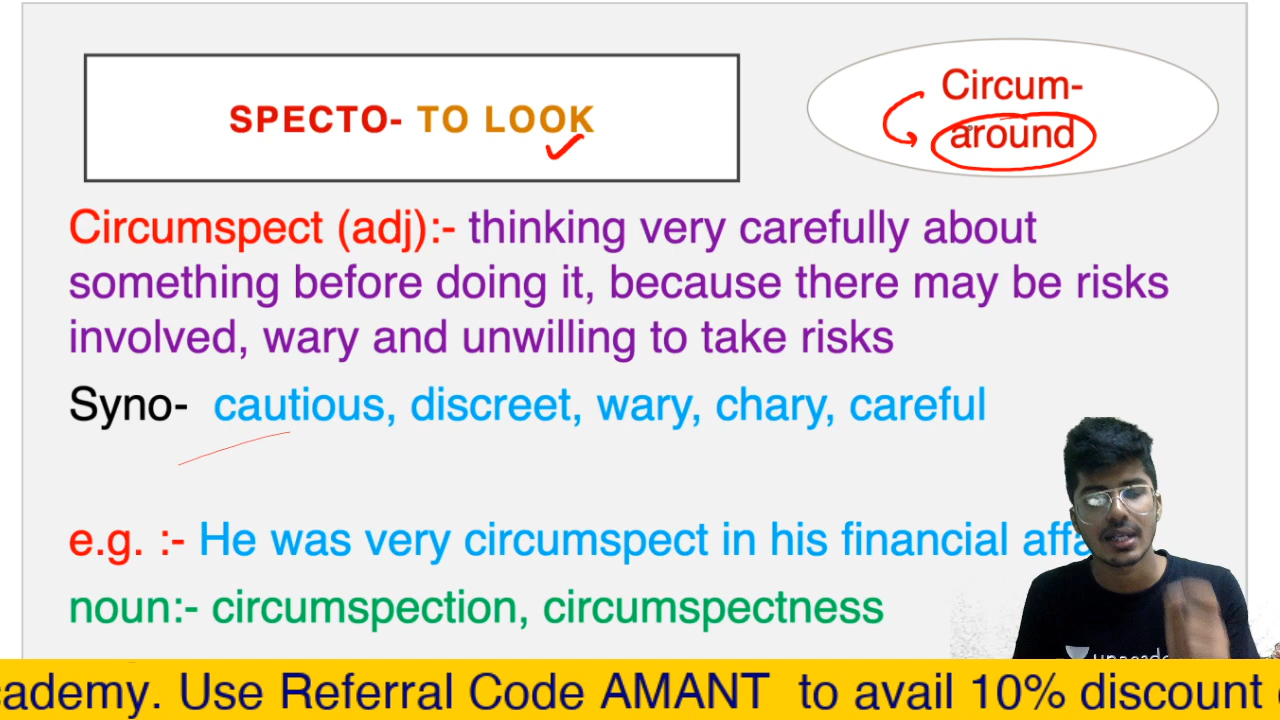 SPECTO- TO LOOK
Circum-
around
Circumspect (adj):- thinking very carefully about
something before doing it, because there may be risks
involved, wary and unwilling to take risks
Syno- cautious, discreet, wary, chary, careful
e.g. :- He was very circumspect in his financial affa
noun:- circumspection, circumspectness
cademy. Use Referral Code AMANT to avail 10% discount